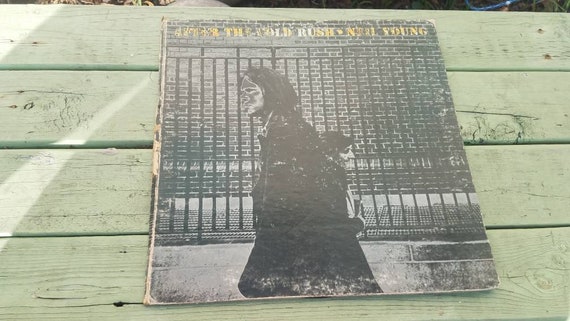 AFTER THE GOLD RUSH • NEIL YOUNG